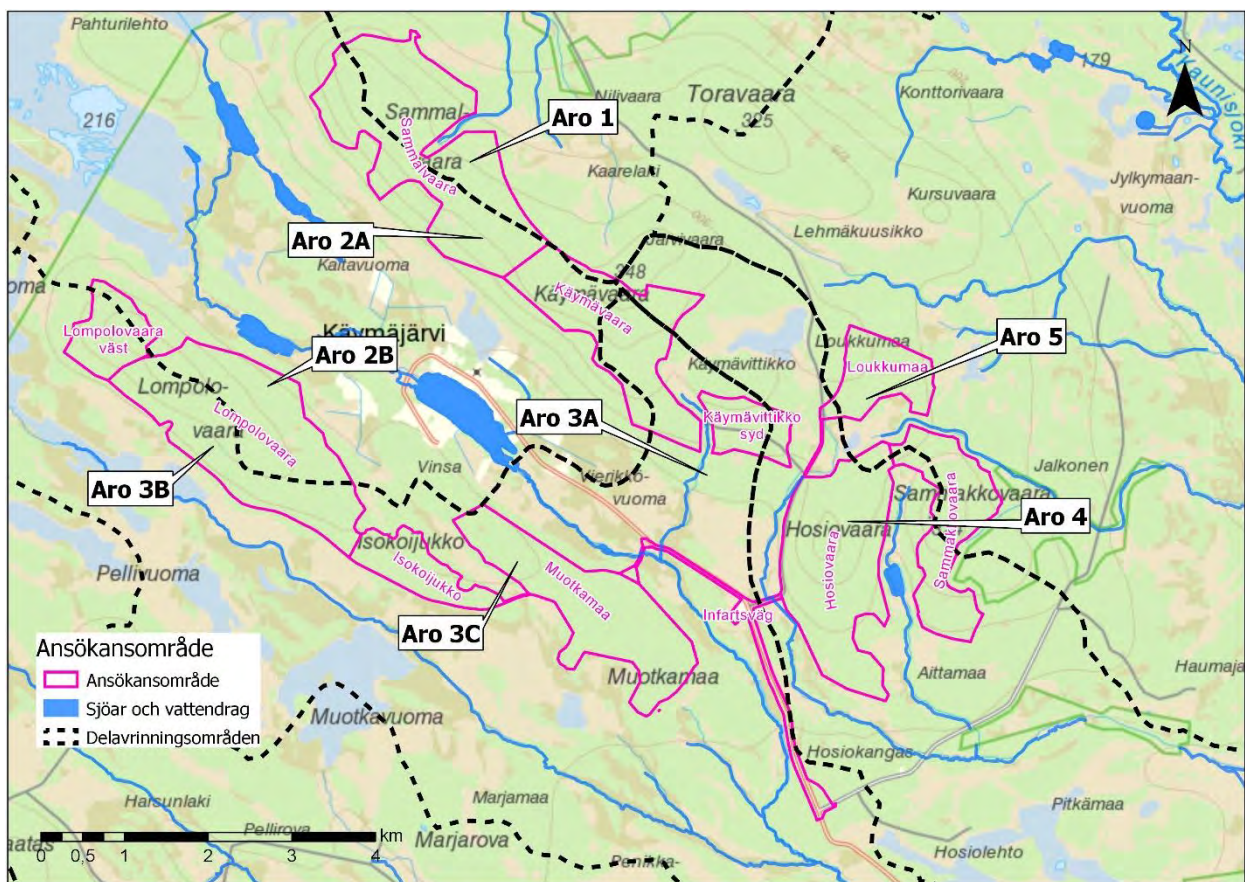 Pahturilehto
216
Sammal-
vaara
Sammalvaara
Aro 1
Nilivaara
Kaarelaki
Toravaara
325
Konttorivaara
179
Kaunisjoki
N
Kursuvaara
Jylkymaan-
vuoma
Lehmäkuusikko
Järvivaara
248
Käymävaara
Käymävaara
Aro 2A
Kaltavuoma
Käymäjärvi
Lompolovaara
väst
Aro 2B
Lompolo-
vaara
Lompolovaara
Aro 3B
Vinsa
Aro 3A
Vierikko-
vuoma
Käymävittikko
Käymävittikko
syd
Loukkumaa
Loukkumaa
Aro 5
Jalkonen
Sammakkovaara
Sammakkovaara
Aro 4
Hosiovaara
Hosiovaara
Isokoijukko
Isokoijukko
Aro 3C
Muotkamaa
Muotkamaa
Infartsväg
Aittamaa
Haumaja
Pellivuoma
Muotkavuoma
Hosiokangas
Pitkämaa
Hosiolehto
Harsunlaki
Pellirova
Marjamaa
Marjarova
Penikka-
Ansökansområde
Ansökansområde
Sjöar och vattendrag
Delavrinningsområden
km
0 0,5 1 2 3 4